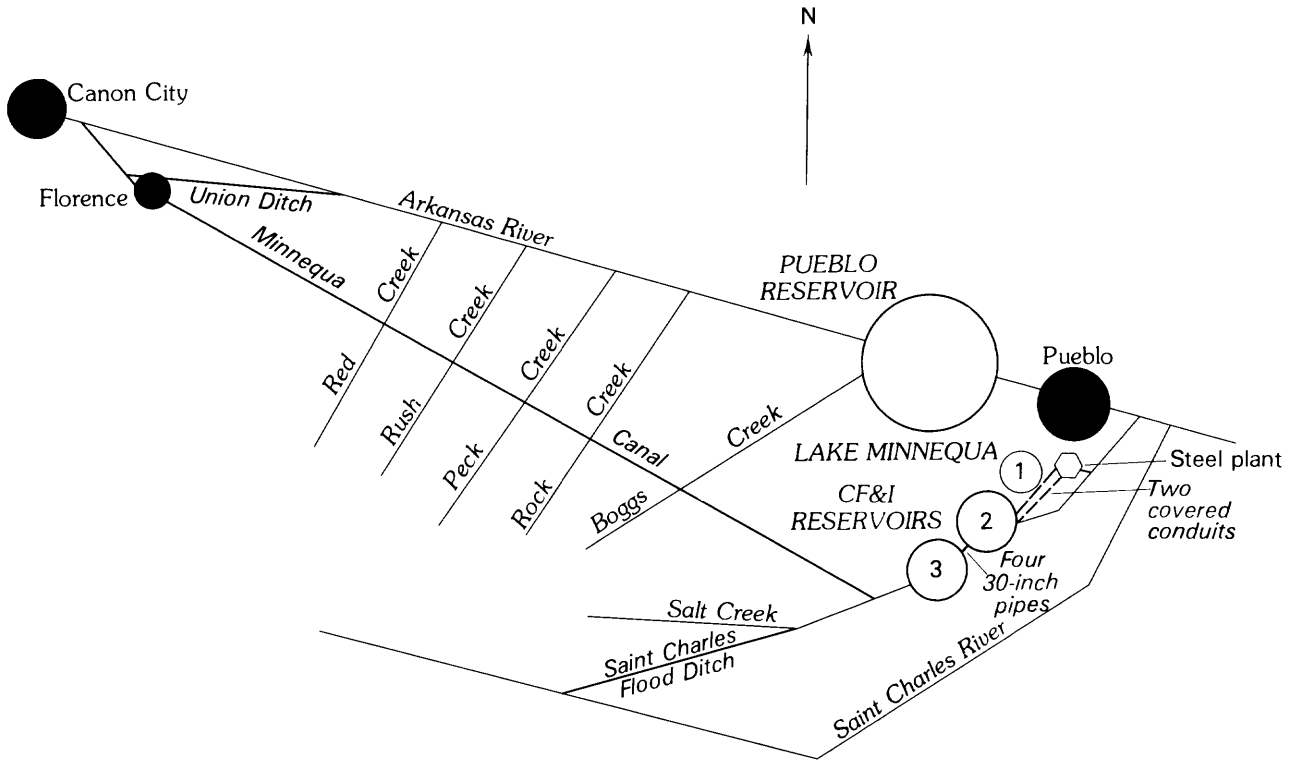 N
Canon City
Florence
Union Ditch
Arkansas River
Minnequa
Canal
Red
Creek
Rush
Creek
Peck
Creek
Rock
Creek
Boggs
Creek
PUEBLO
RESERVOIR
Pueblo
LAKE MINNEQUA
1
Steel plant
CF&I
RESERVOIRS
2
Two
covered
conduits
3
Four
30-inch
pipes
Salt Creek
Saint Charles
Flood Ditch
Saint Charles River